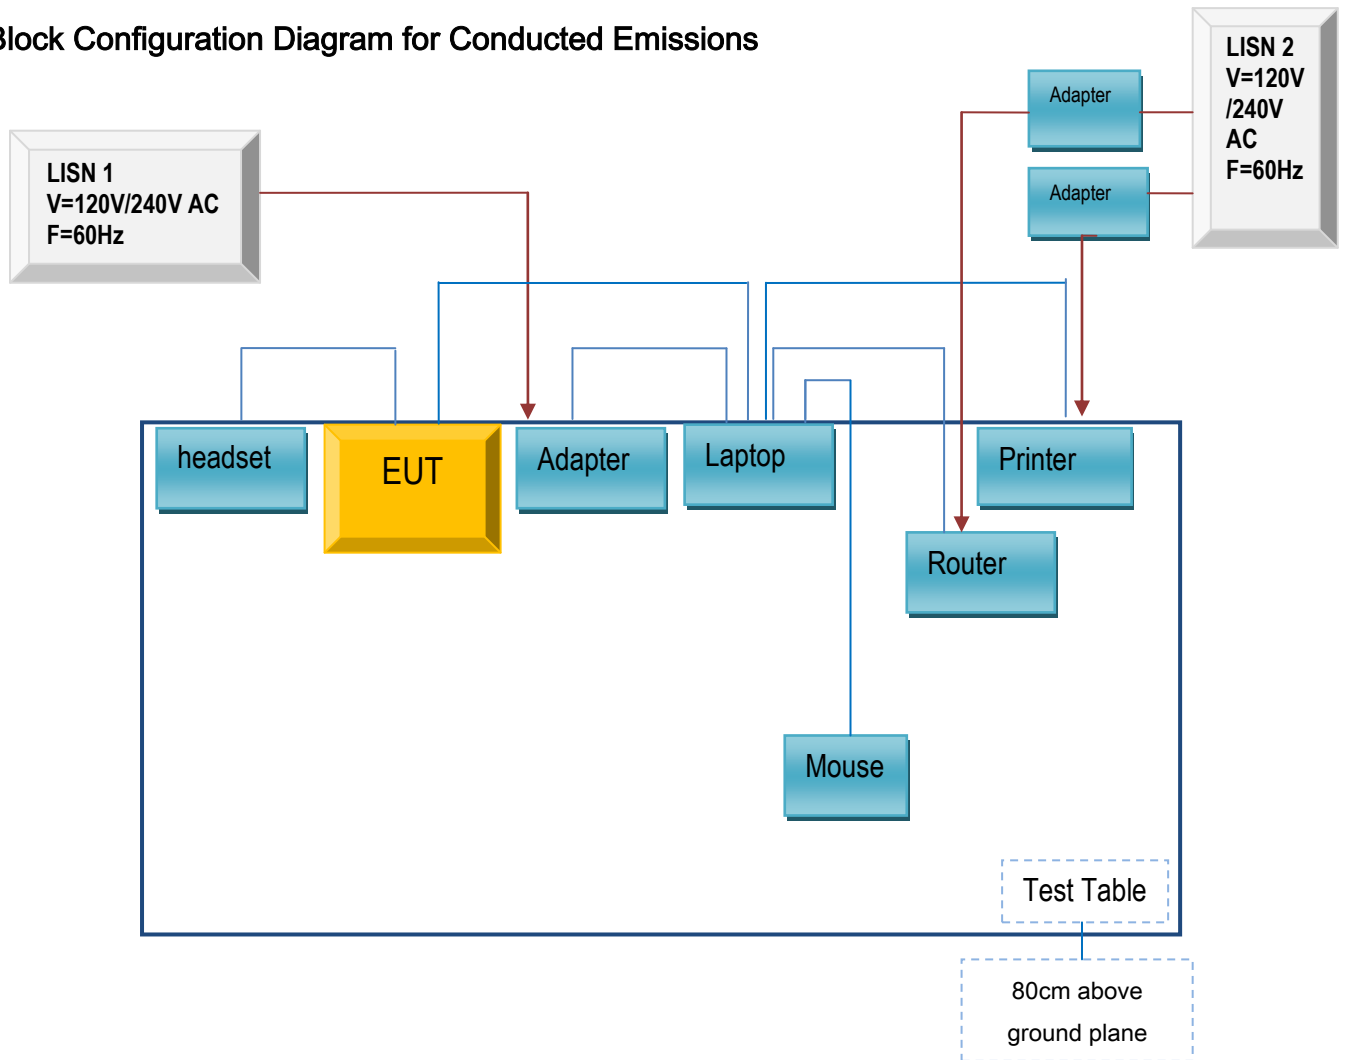 Block Configuration Diagram for Conducted Emissions
LISN 2
V=120V
/240V
AC
F=60Hz
Adapter
Adapter
LISN 1
V=120V/240V AC
F=60Hz
headset
EUT
Adapter
Laptop
Printer
Router
Mouse
Test Table
80cm above
ground plane